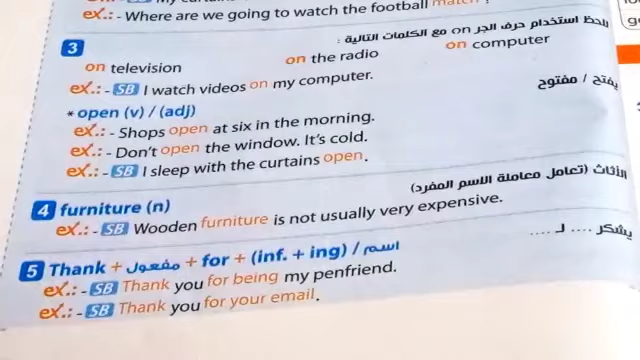 ex.: - Where are we going to watch the football match?
3 لاحظ استخدام حرف الجر on مع الكلمات التالية :
on television on the radio on computer
ex.: - SB I watch videos on my computer.
* open (v) / (adj) يفتح / مفتوح
ex.: - Shops open at six in the morning.
ex.: - Don't open the window. It's cold.
ex.: - SB I sleep with the curtains open.
4 furniture (n) الأثاث (تعامل معاملة الاسم المفرد)
ex.: - SB Wooden furniture is not usually very expensive.
5 Thank + مفعول + for + (inf. + ing) / اسم يشكر .... لـ ....
ex.: - SB Thank you for being my penfriend.
ex.: - SB Thank you for your email.